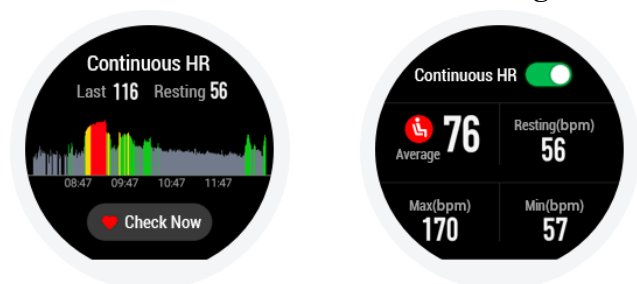 Continuous HR
Last 116 Resting 56
08:47 09:47 10:47 11:47
Check Now
Continuous HR
Average 76
Resting(bpm)
56
Max(bpm)
170
Min(bpm)
57